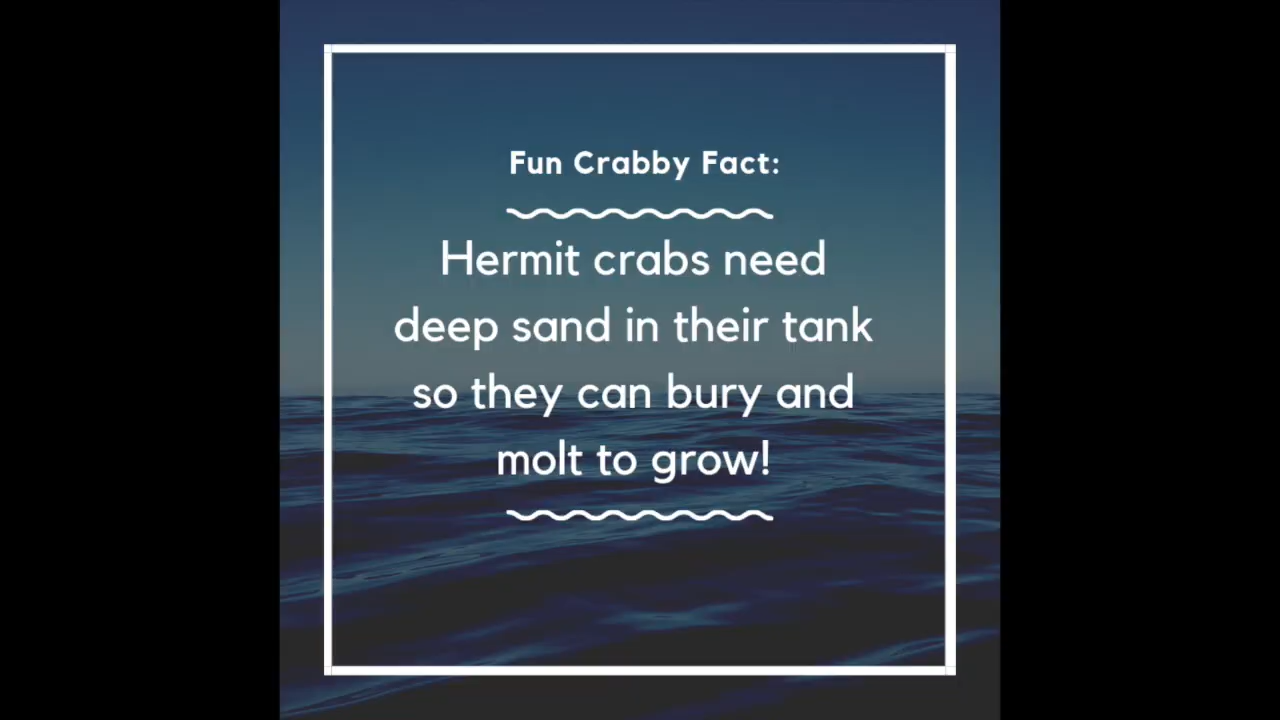 Fun Crabby Fact:
Hermit crabs need
deep sand in their tank
so they can bury and
molt to grow!